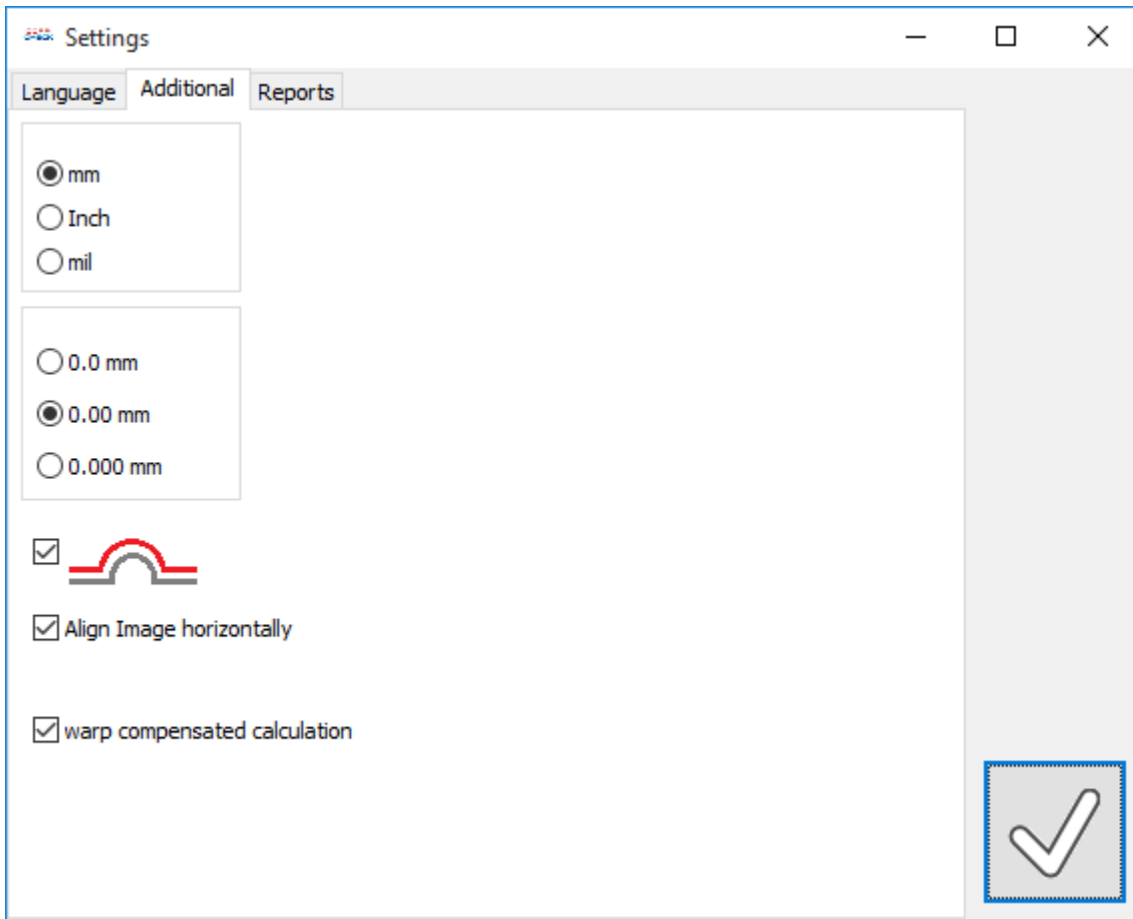 Settings
Language Additional Reports
mm
Inch
mil
0.0 mm
0.00 mm
0.000 mm
Align Image horizontally
warp compensated calculation